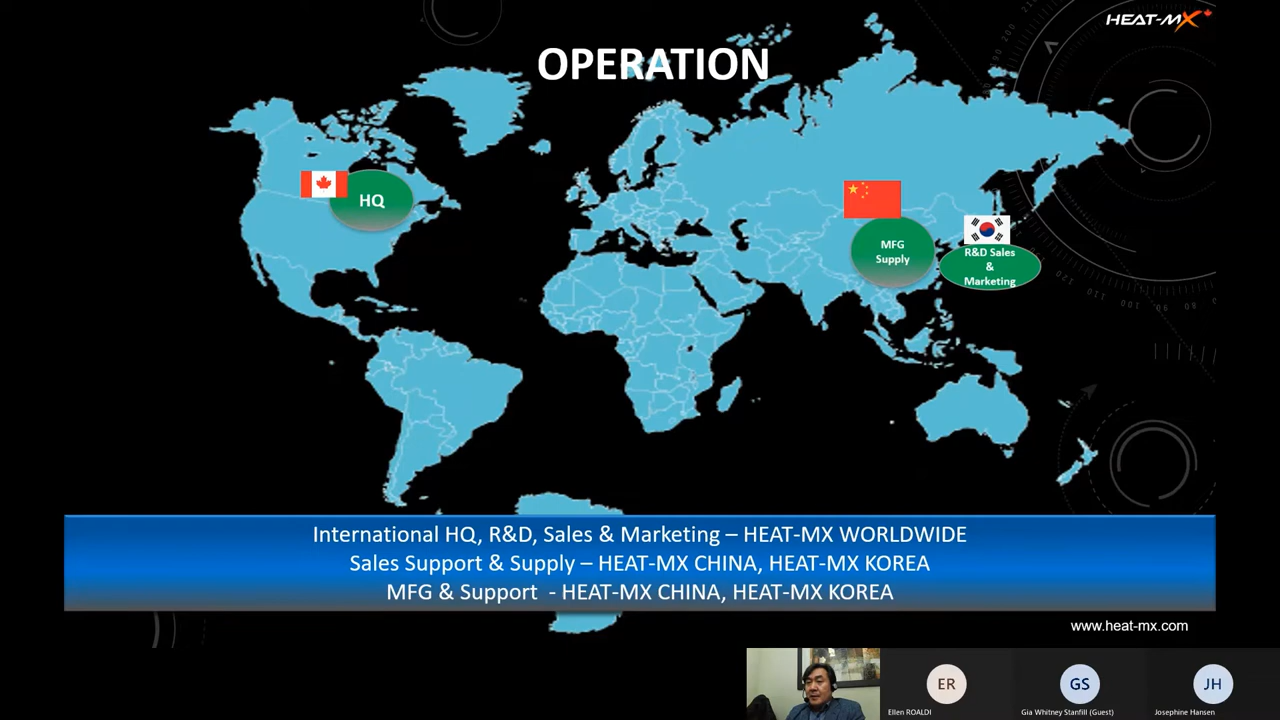 HEAT-MX
OPERATION
HQ
MFG
Supply
R&D Sales
&
Marketing
International HQ, R&D, Sales & Marketing – HEAT-MX WORLDWIDE
Sales Support & Supply – HEAT-MX CHINA, HEAT-MX KOREA
MFG & Support - HEAT-MX CHINA, HEAT-MX KOREA
www.heat-mx.com
ER
GS
JH
Ellen ROALDI
Gia Whitney Stanfill (Guest)
Josephine Hansen